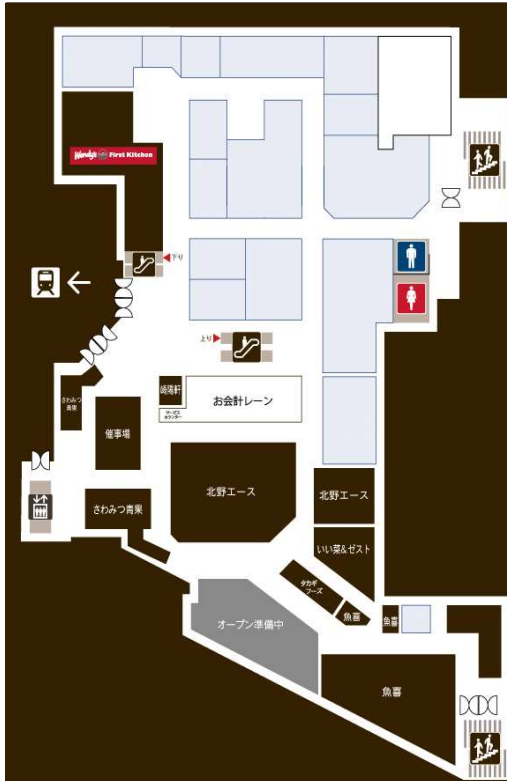 Wendy's First Kitchen
下り
上り
崎陽軒
お会計レーン
サービス
カウンター
さわみつ
青果
催事場
北野エース
北野エース
さわみつ青果
いい菜&ゼスト
タカギ
フーズ
魚喜
魚喜
オープン準備中
魚喜